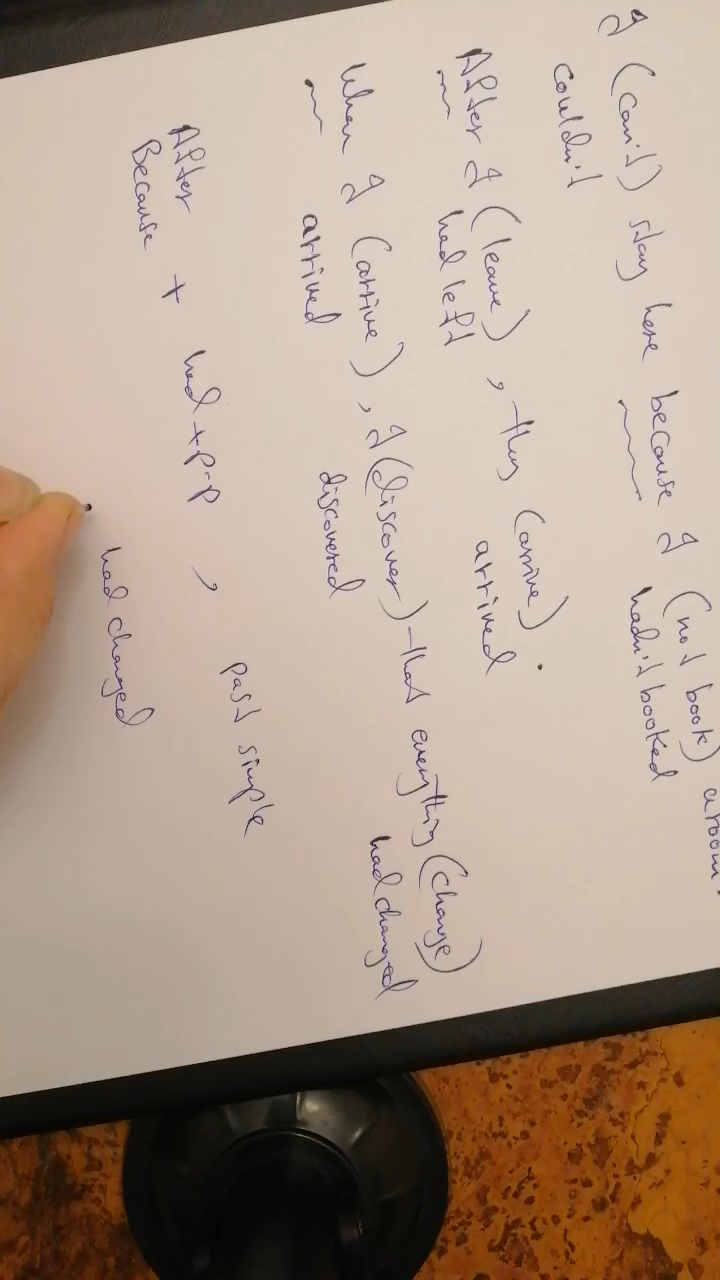 I (can't) stay here because I (not book) a room.
couldn't hadn't booked
After I (leave), they (arrive).
had left arrived
When I (arrive), I (discover) that everything (change)
arrived discovered had changed
After
Because + had + p-p , past simple
had changed